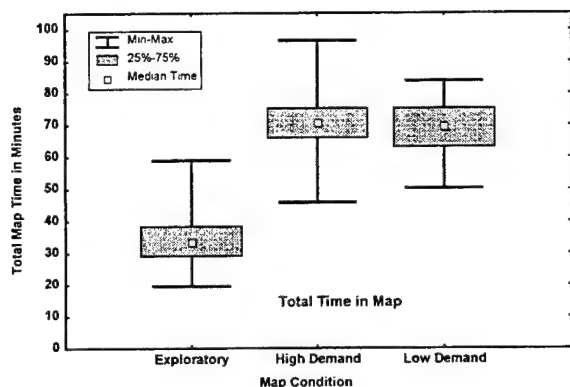 Total Map Time in Minutes
100
90
80
70
60
50
40
30
20
10
0
Min-Max
25%-75%
Median Time
Total Time in Map
Exploratory High Demand Low Demand
Map Condition